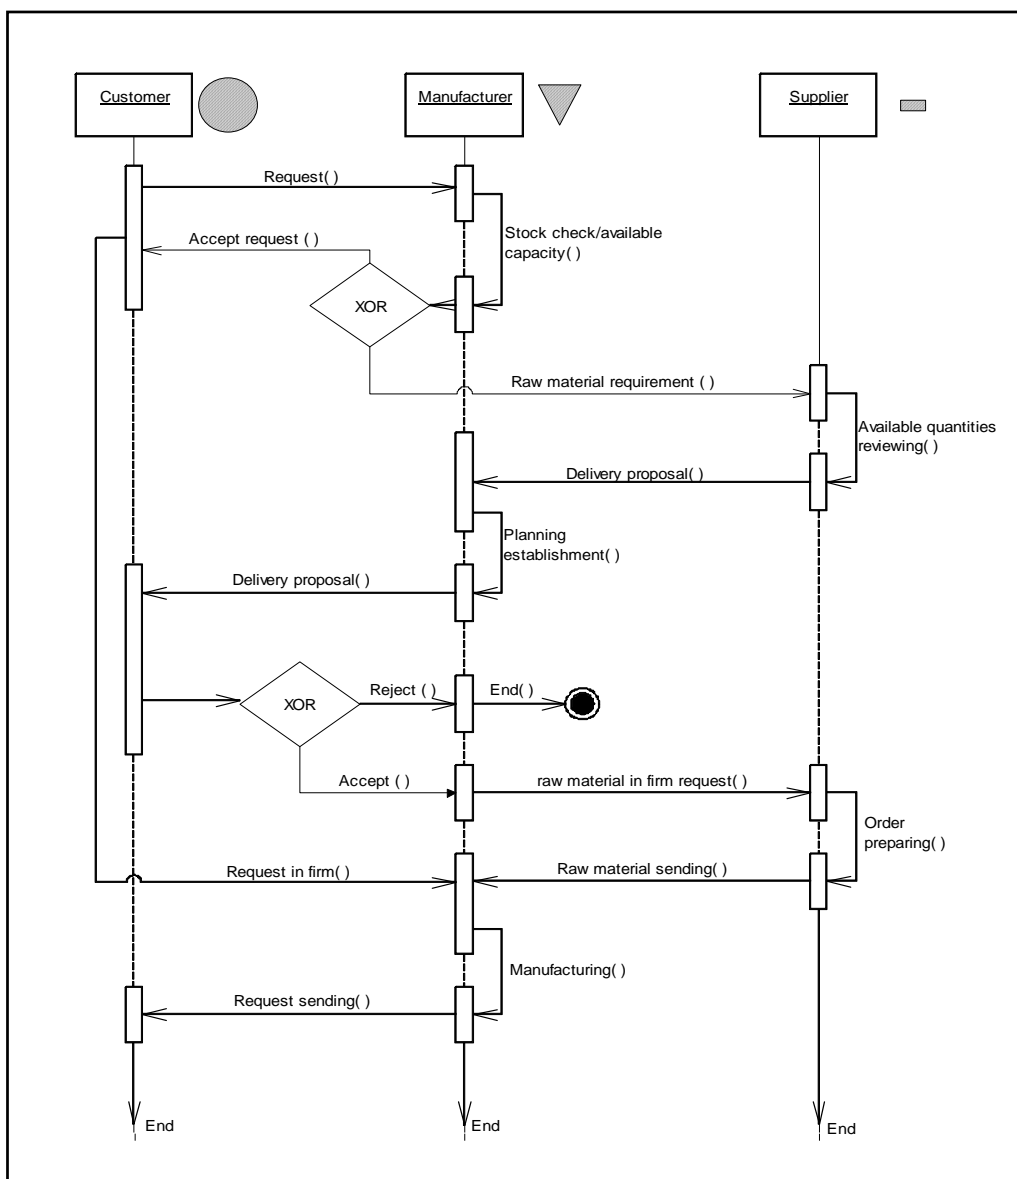 Customer
Manufacturer
Supplier
Request( )
Accept request ( )
Stock check/available
capacity( )
XOR
Raw material requirement ( )
Available quantities
reviewing( )
Delivery proposal( )
Planning
establishment( )
Delivery proposal( )
XOR
Reject ( )
End( )
Accept ( )
raw material in firm request( )
Order
preparing( )
Request in firm( )
Raw material sending( )
Manufacturing( )
Request sending( )
End
End
End